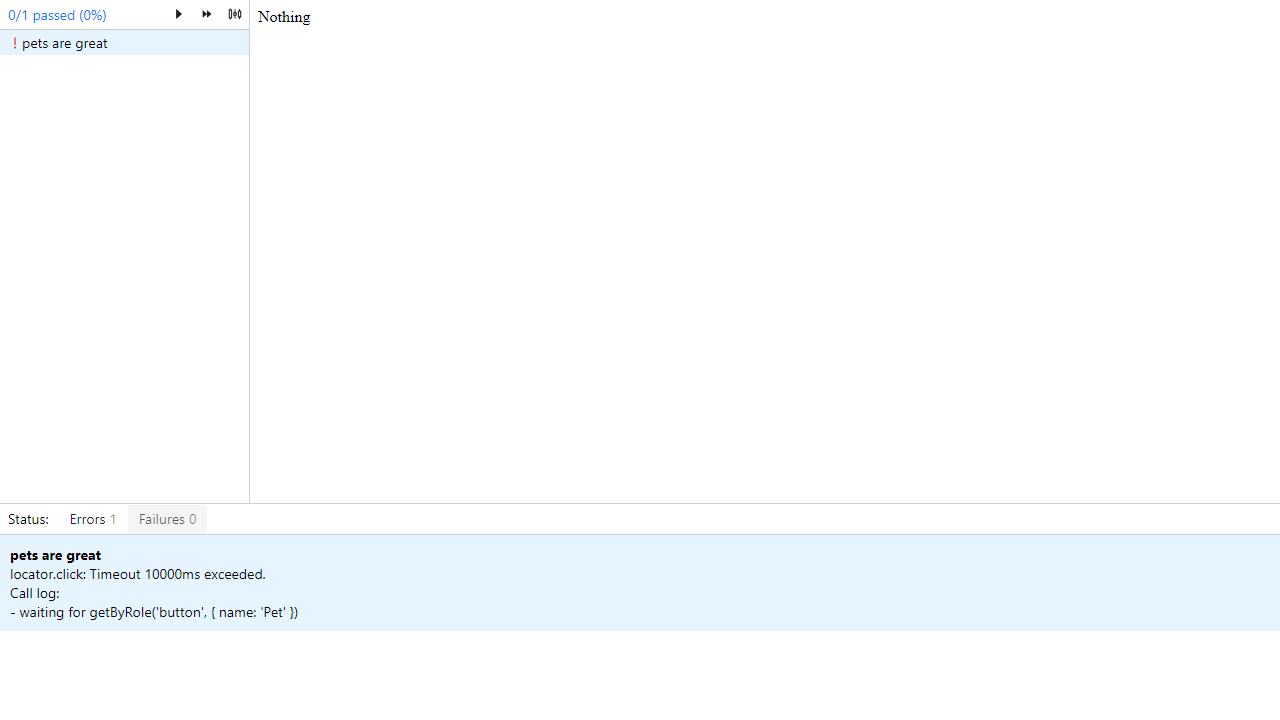 0/1 passed (0%)
! pets are great
Nothing
Status: Errors 1 Failures 0
pets are great
locator.click: Timeout 10000ms exceeded.
Call log:
- waiting for getByRole('button', { name: 'Pet' })